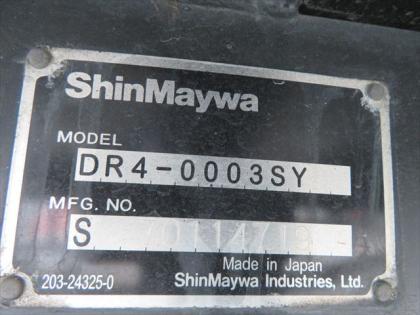 ShinMaywa
MODEL
DR4-0003SY
MFG. NO.
S
Made in Japan
203-24325-0 ShinMaywa Industries, Ltd.